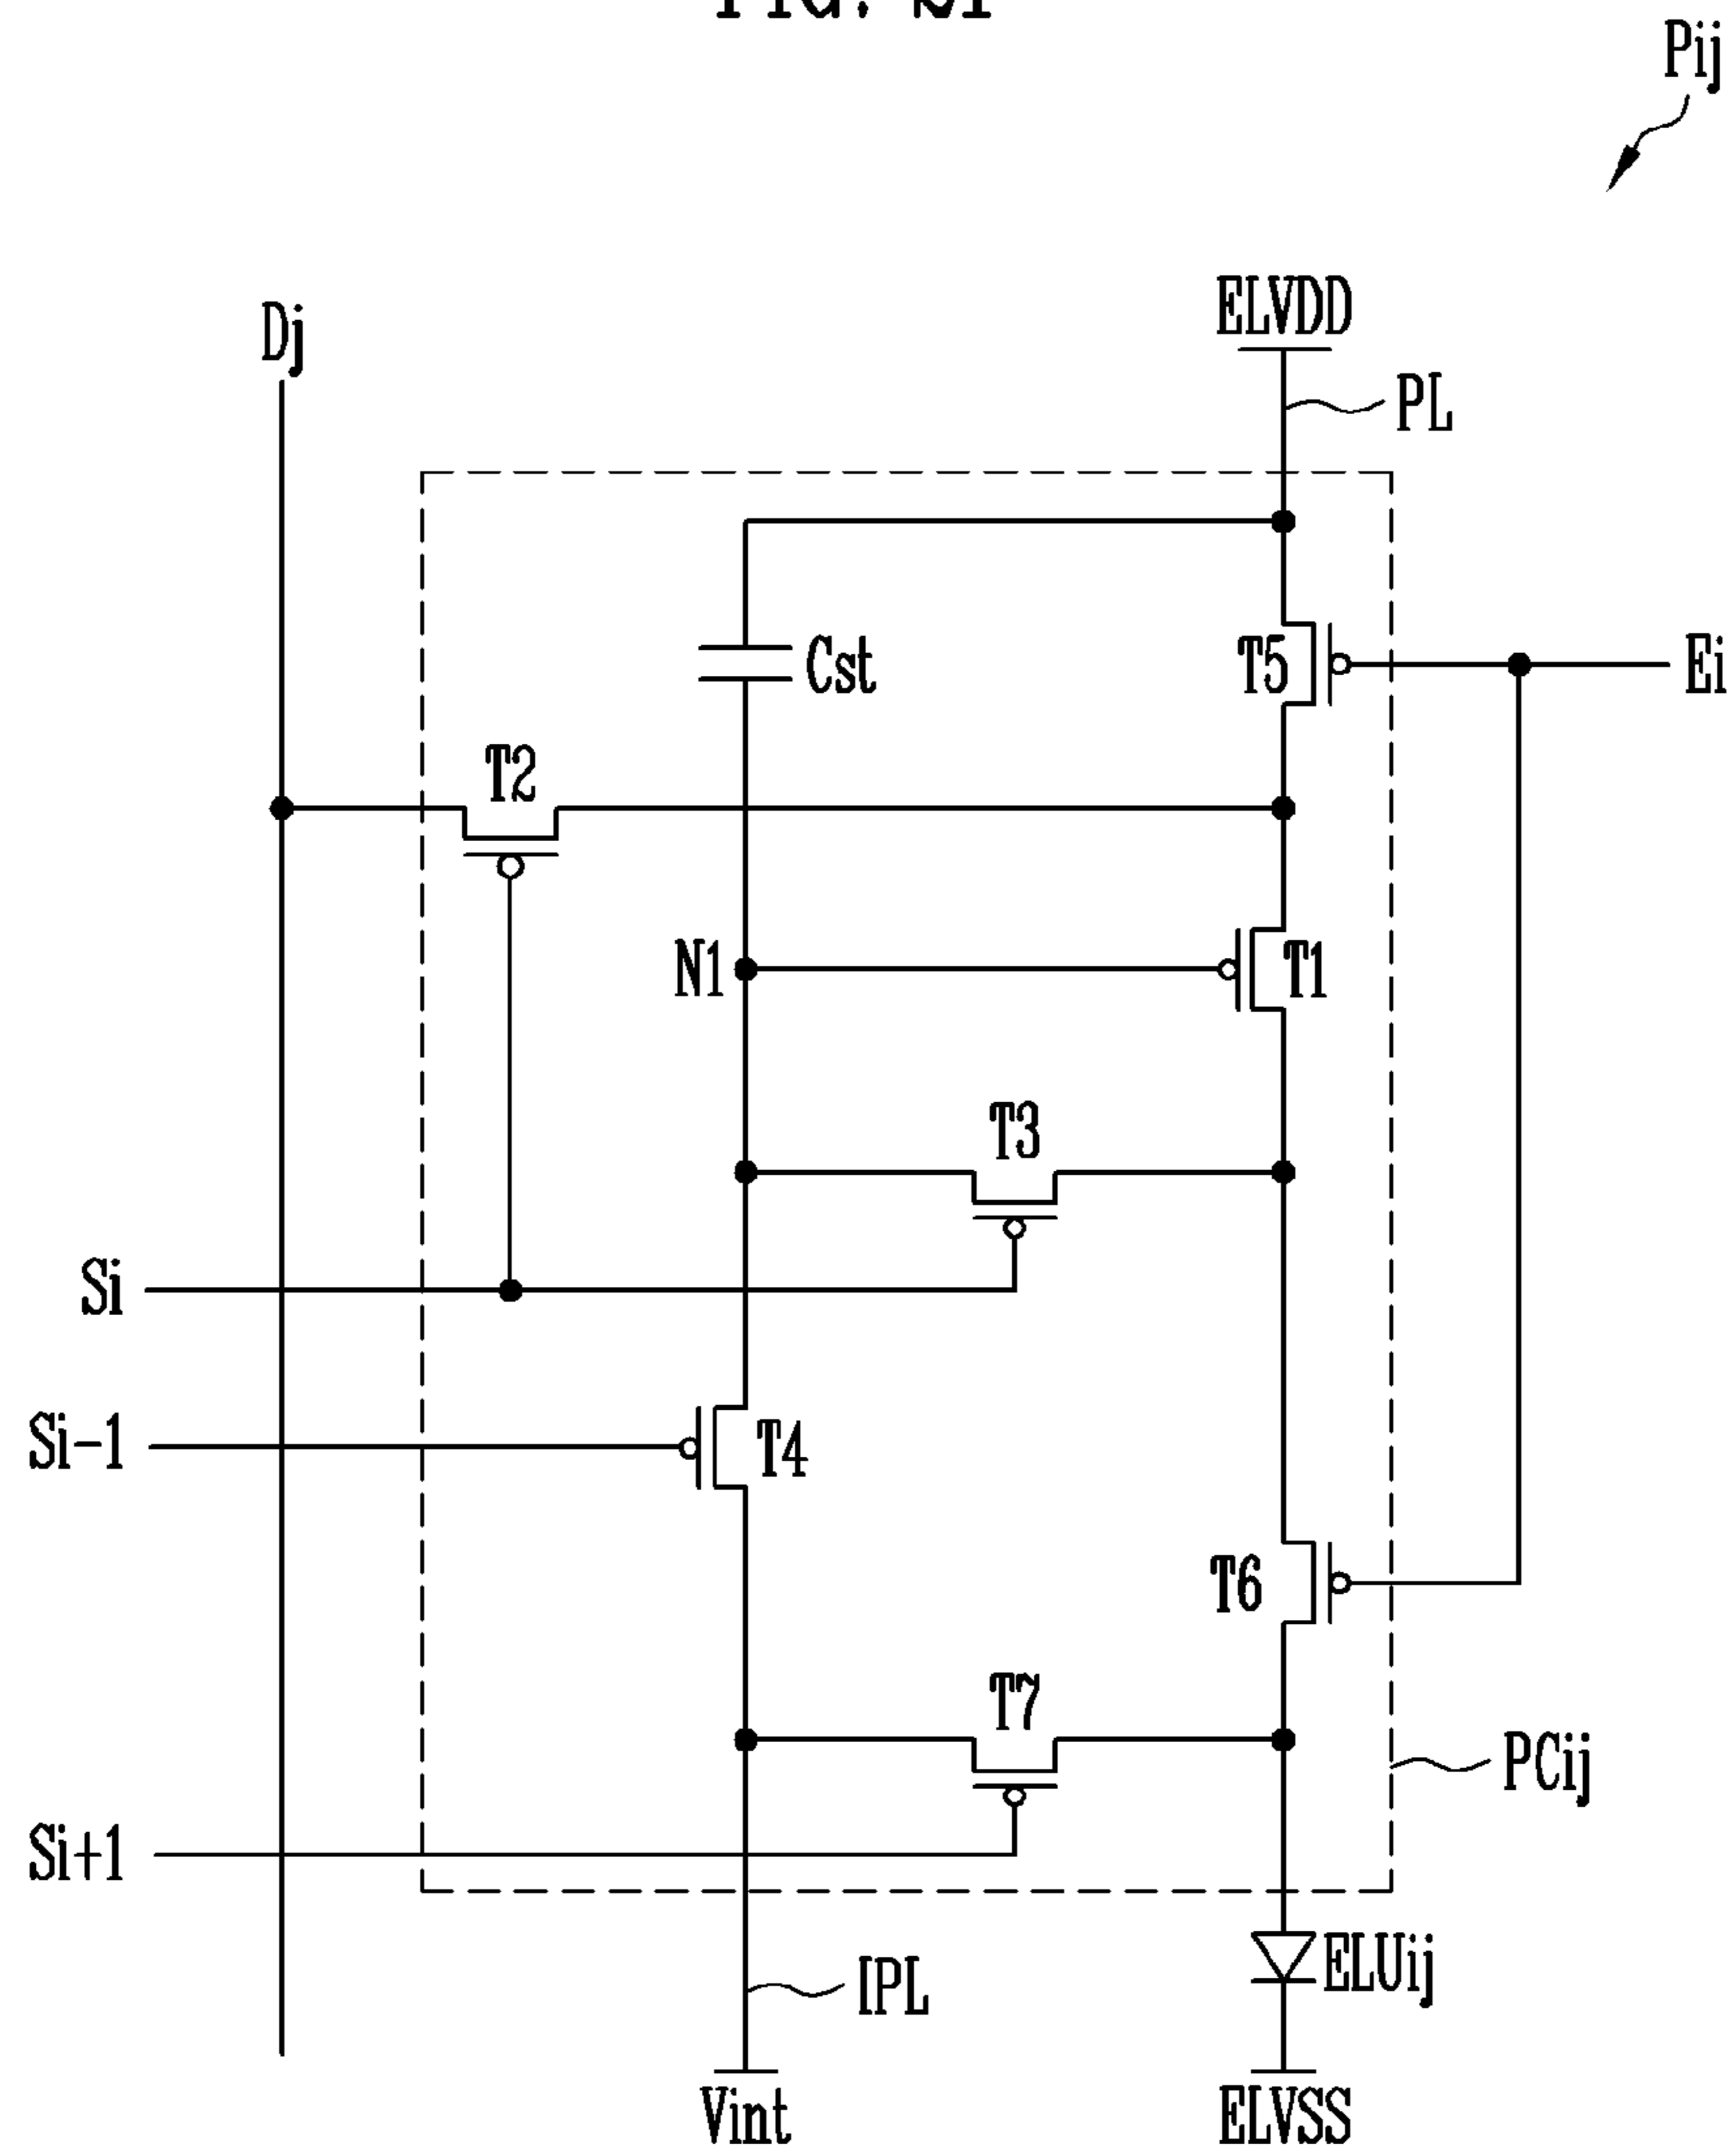 Pij
ELVDD
Dj
PL
Cst
T5
Ei
T2
N1
T1
T3
Si
Si-1
T4
T6
T7
PCij
Si+1
ELUij
IPL
Vint
ELVSS